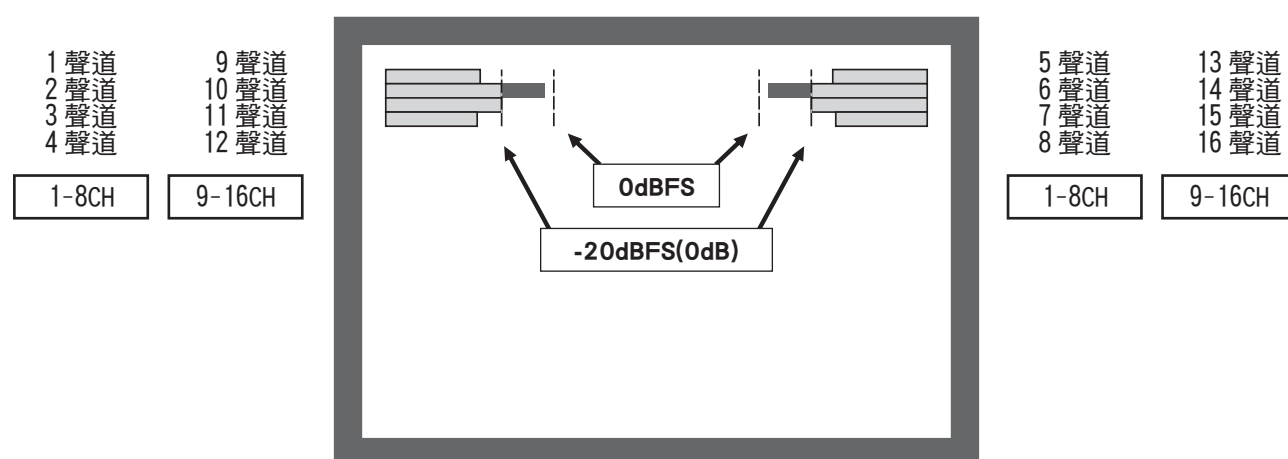 1 聲道
2 聲道
3 聲道
4 聲道
1-8CH
9 聲道
10 聲道
11 聲道
12 聲道
9-16CH
0dBFS
-20dBFS(0dB)
5 聲道
6 聲道
7 聲道
8 聲道
1-8CH
13 聲道
14 聲道
15 聲道
16 聲道
9-16CH